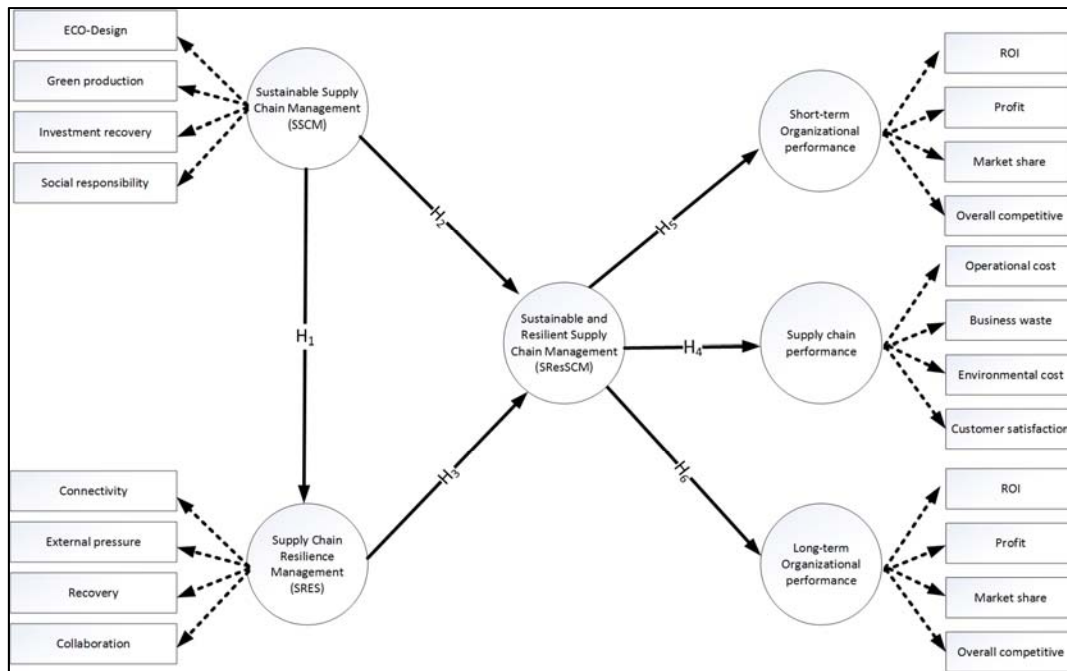 ECO-Design
Green production
Investment recovery
Social responsibility
Sustainable Supply
Chain Management
(SSCM)
H1
H2
Connectivity
External pressure
Recovery
Collaboration
Supply Chain
Resilience
Management
(SRES)
H3
Sustainable and
Resilient Supply
Chain Management
(SResSCM)
H5
H4
H6
Short-term
Organizational
performance
ROI
Profit
Market share
Overall competitive
Supply chain
performance
Operational cost
Business waste
Environmental cost
Customer satisfaction
Long-term
Organizational
performance
ROI
Profit
Market share
Overall competitive